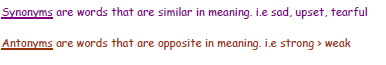 Synonyms are words that are similar in meaning. i.e sad, upset, tearful
Antonyms are words that are opposite in meaning. i.e strong > weak